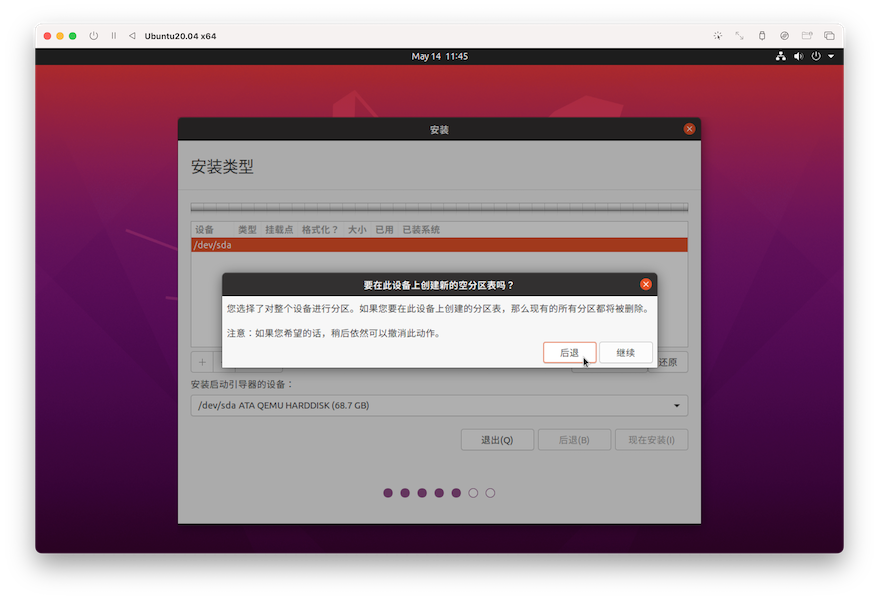 Ubuntu20.04 x64
May 14 11:45
安装
安装类型
设备 类型 挂载点 格式化？ 大小 已用 已装系统
/dev/sda
要在此设备上创建新的空分区表吗？
您选择了对整个设备进行分区。如果您要在此设备上创建的分区表，那么现有的所有分区都将被删除。
注意：如果您希望的话，稍后依然可以撤消此动作。
后退 继续
+ 还原
安装启动引导器的设备：
/dev/sda ATA QEMU HARDDISK (68.7 GB)
退出(Q) 后退(B) 现在安装(I)